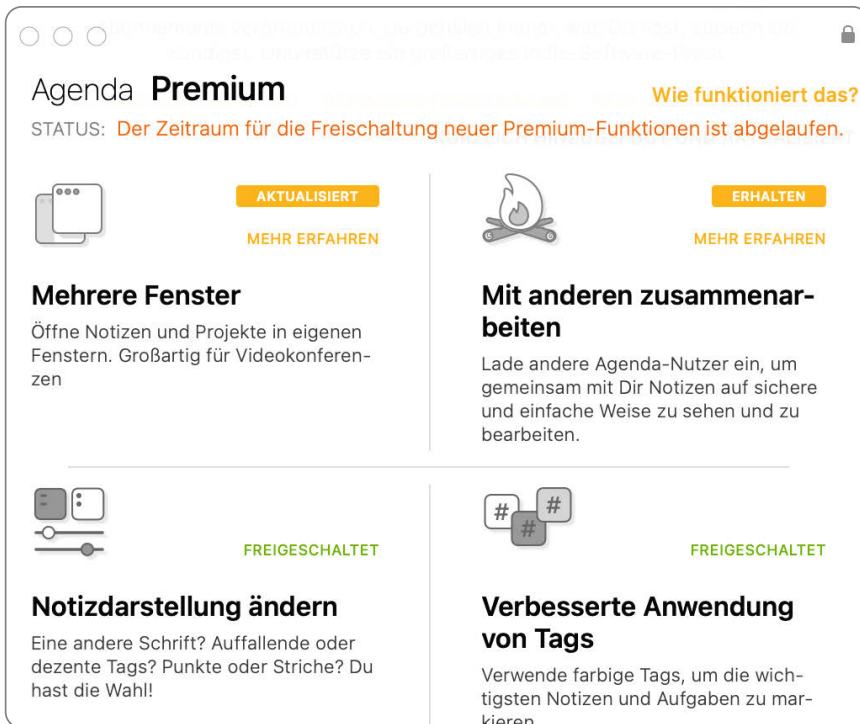 Agenda Premium
Wie funktioniert das?
STATUS: Der Zeitraum für die Freischaltung neuer Premium-Funktionen ist abgelaufen.
AKTUALISIERT
MEHR ERFAHREN
Mehrere Fenster
Öffne Notizen und Projekte in eigenen
Fenstern. Großartig für Videokonferen-
zen
ERHALTEN
MEHR ERFAHREN
Mit anderen zusammenar-
beiten
Lade andere Agenda-Nutzer ein, um
gemeinsam mit Dir Notizen auf sichere
und einfache Weise zu sehen und zu
bearbeiten.
FREIGESCHALTET
Notizdarstellung ändern
Eine andere Schrift? Auffallende oder
dezente Tags? Punkte oder Striche? Du
hast die Wahl!
# # #
FREIGESCHALTET
Verbesserte Anwendung
von Tags
Verwende farbige Tags, um die wich-
tigsten Notizen und Aufgaben zu mar-
kieren